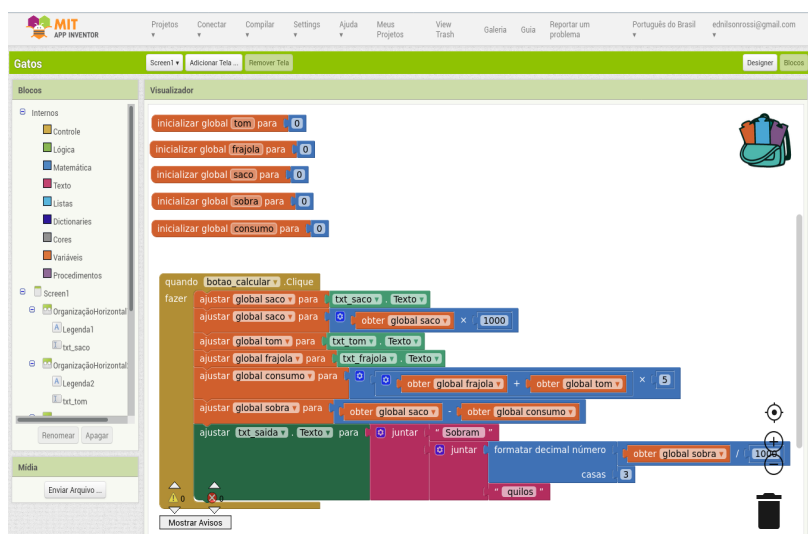 MIT
APP INVENTOR
Projetos
Conectar
Compilar
Settings
Ajuda
Meus Projetos
View Trash
Galeria
Guia
Reportar um problema
Português do Brasil
ednilsonrossi@gmail.com
Gatos
Screen1
Adicionar Tela ...
Remover Tela
Designer
Blocos
Blocos
Internos
Controle
Lógica
Matemática
Texto
Listas
Dictionaries
Cores
Variáveis
Procedimentos
Screen1
OrganizaçãoHorizontal
Legenda1
txt_saco
OrganizaçãoHorizontal
Legenda2
txt_tom
Renomear
Apagar
Mídia
Enviar Arquivo ...
Visualizador
inicializar global tom para 0
inicializar global frajola para 0
inicializar global saco para 0
inicializar global sobra para 0
inicializar global consumo para 0
quando botao_calcular .Clique
fazer ajustar global saco para txt_saco . Texto
ajustar global saco para obter global saco × 1000
ajustar global tom para txt_tom . Texto
ajustar global frajola para txt_frajola . Texto
ajustar global consumo para obter global frajola + obter global tom × 5
ajustar global sobra para obter global saco - obter global consumo
ajustar txt_saida . Texto para juntar " Sobram "
juntar formatar decimal número obter global sobra / 1000
casas 3
" quilos "
0 0
Mostrar Avisos